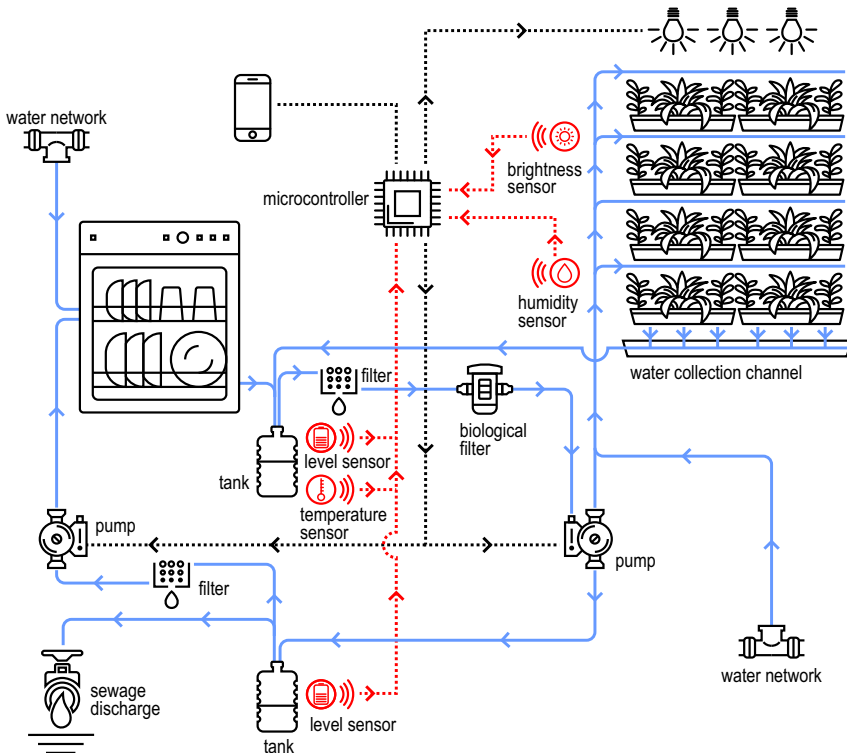 water network
microcontroller
brightness
sensor
humidity
sensor
water collection channel
filter
biological
filter
level sensor
tank
temperature
sensor
pump
pump
filter
water network
sewage
discharge
level sensor
tank